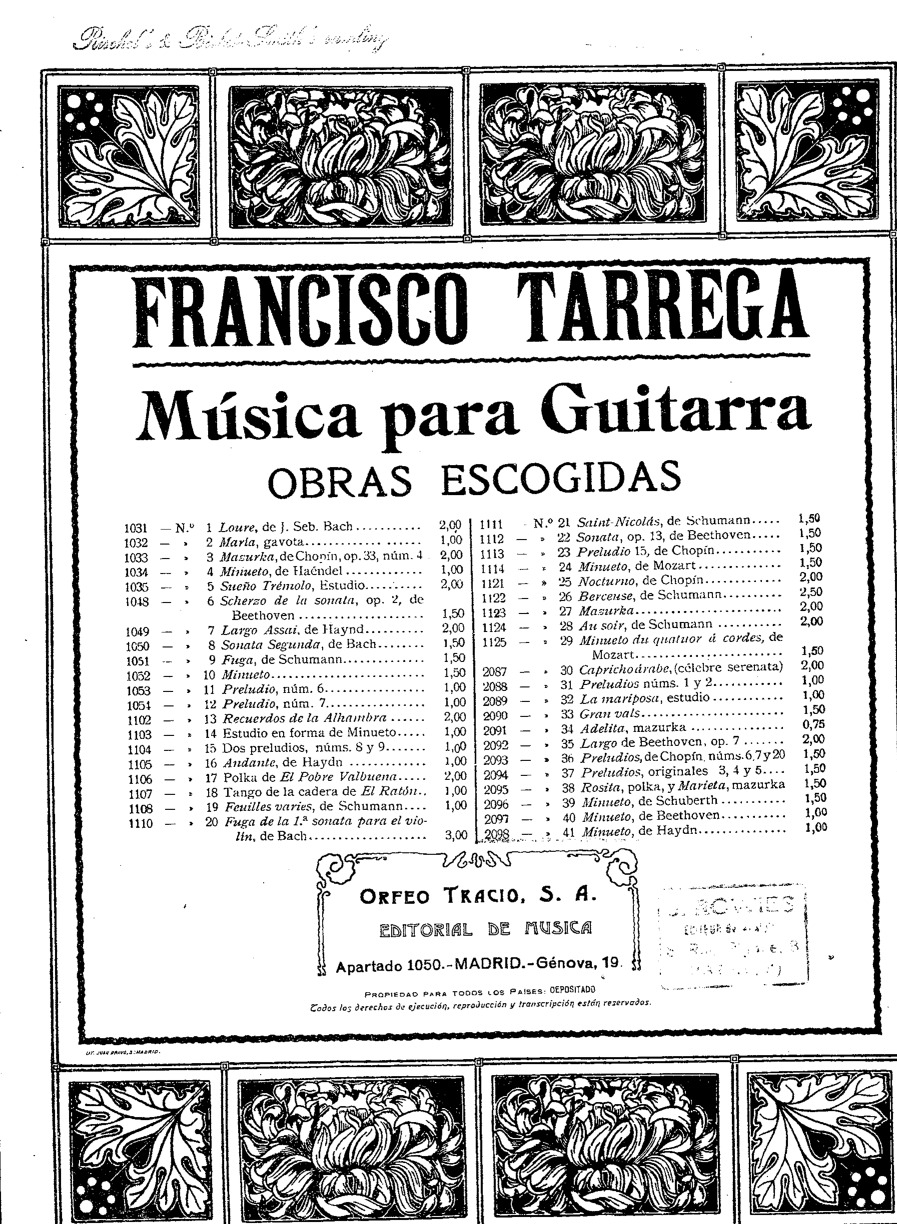 Rischel's & Birket-Smith's samling
FRANCISCO TÁRREGA
Música para Guitarra
OBRAS ESCOGIDAS
1031 — N.º 1 Loure, de J. Seb. Bach ........... 2,00
1032 — » 2 María, gavota ........... 1,00
1033 — » 3 Mazurka, de Chopín, op. 33, núm. 4 2,00
1034 — » 4 Minueto, de Haéndel ............ 1,00
1035 — » 5 Sueño Trémolo, Estudio ......... 2,00
1048 — » 6 Scherzo de la sonata, op. 2, de
Beethoven ..................... 1,50
1049 — » 7 Largo Assai, de Haynd .......... 2,00
1050 — » 8 Sonata Segunda, de Bach ..... 1,50
1051 — » 9 Fuga, de Schumann ............ 1,50
1052 — » 10 Minueto ........................ 1,50
1053 — » 11 Preludio, núm. 6 ................ 1,00
1054 — » 12 Preludio, núm. 7 ................ 1,00
1102 — » 13 Recuerdos de la Alhambra ...... 2,00
1103 — » 14 Estudio en forma de Minueto ..... 1,00
1104 — » 15 Dos preludios, núms. 8 y 9 ....... 1,00
1105 — » 16 Andante, de Haydn ............. 1,00
1106 — » 17 Polka de El Pobre Valbuena ..... 2,00
1107 — » 18 Tango de la cadera de El Ratón .. 1,00
1108 — » 19 Feuilles varies, de Schumann .... 1,00
1110 — » 20 Fuga de la 1.ª sonata para el vio-
lín, de Bach .................... 3,00
1111 N.º 21 Saint-Nicolás, de Schumann ..... 1,50
1112 — » 22 Sonata, op. 13, de Beethoven ..... 1,50
1113 — » 23 Preludio 15, de Chopín ........... 1,50
1114 — » 24 Minueto, de Mozart .............. 1,50
1121 — » 25 Nocturno, de Chopín ............. 2,00
1122 — » 26 Berceuse, de Schumann .......... 2,50
1123 — » 27 Mazurka ........................ 2,00
1124 — » 28 Au soir, de Schumann ........... 2,00
1125 — » 29 Minueto du quatuor á cordes, de
Mozart ........................ 1,50
2087 — » 30 Capricho árabe, (célebre serenata) 2,00
2088 — » 31 Preludios núms. 1 y 2 ............. 1,00
2089 — » 32 La mariposa, estudio ............ 1,00
2090 — » 33 Gran vals ....................... 1,50
2091 — » 34 Adelita, mazurka ................ 0,75
2092 — » 35 Largo de Beethoven, op. 7 ....... 2,00
2093 — » 36 Preludios, de Chopín, núms. 6, 7 y 20 1,50
2094 — » 37 Preludios, originales 3, 4 y 5 .... 1,50
2095 — » 38 Rosita, polka, y Marieta, mazurka 1,50
2096 — » 39 Minueto, de Schuberth ........... 1,50
2097 — » 40 Minueto, de Beethoven .......... 1,00
2098 — » 41 Minueto, de Haydn .............. 1,00
ORFEO TRACIO, S. A.
EDITORIAL DE MUSICA
Apartado 1050.-MADRID.-Génova, 19.
J. ROWIES
PROPIEDAD PARA TODOS LOS PAÍSES: DEPOSITADO
Todos los derechos de ejecución, reproducción y transcripción están reservados.